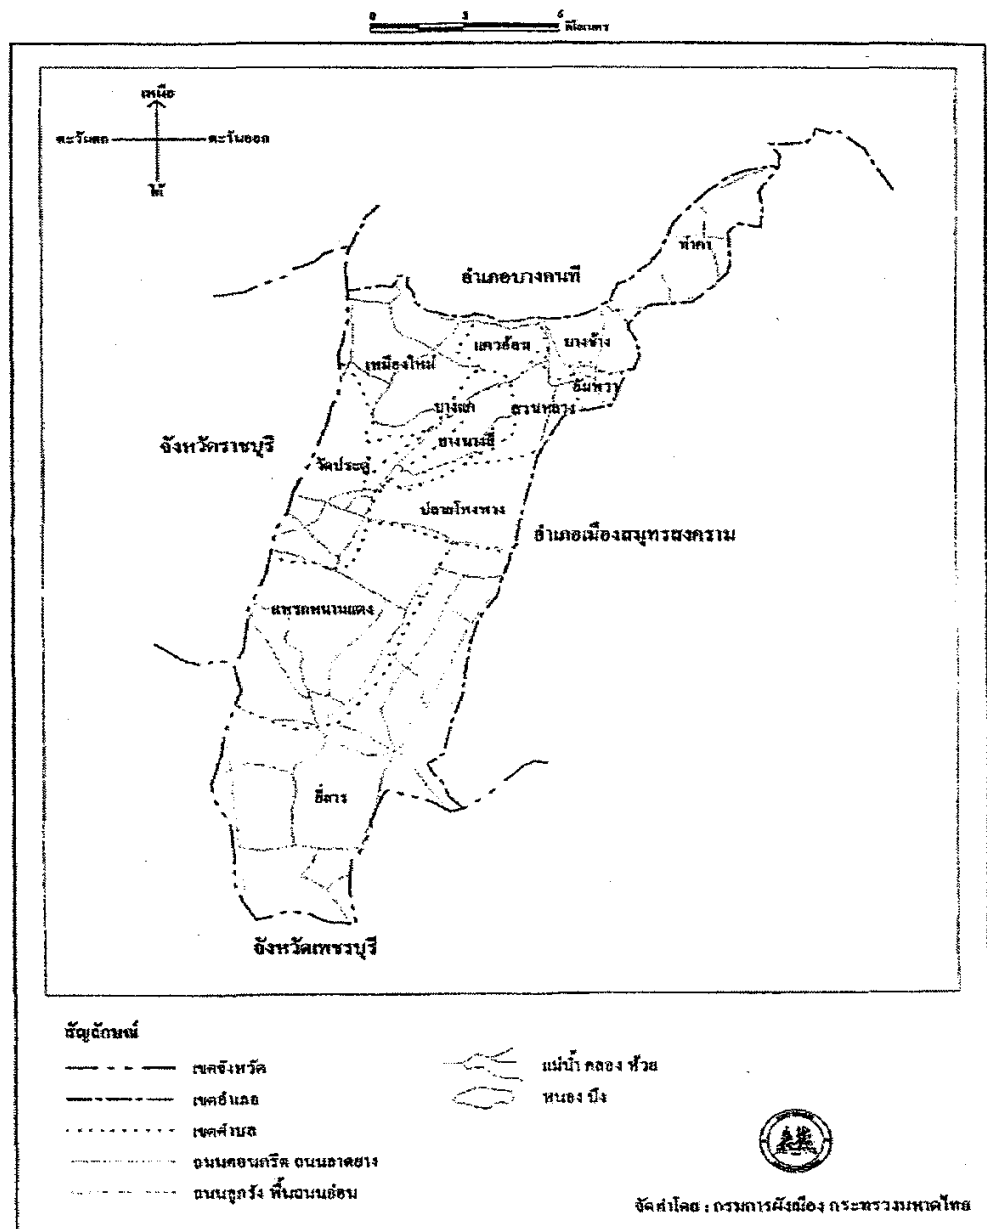 0 3 6
กิโลเมตร
เหนือ
ตะวันตก ตะวันออก
ใต้
ท่าคา
อำเภอบางคนที
แควอ้อม
บางช้าง
เหมืองใหม่
อัมพวา
บางแค
สวนหลวง
จังหวัดราชบุรี
บางนางลี่
วัดประดู่
ปลายโพงพาง
อำเภอเมืองสมุทรสงคราม
แพรกหนามแดง
ยี่สาร
จังหวัดเพชรบุรี
สัญลักษณ์
เขตจังหวัด
เขตอำเภอ
เขตตำบล
ถนนคอนกรีต ถนนลาดยาง
ถนนลูกรัง พื้นถนนอ่อน
แม่น้ำ คลอง ห้วย
หนอง บึง
จัดทำโดย : กรมการผังเมือง กระทรวงมหาดไทย